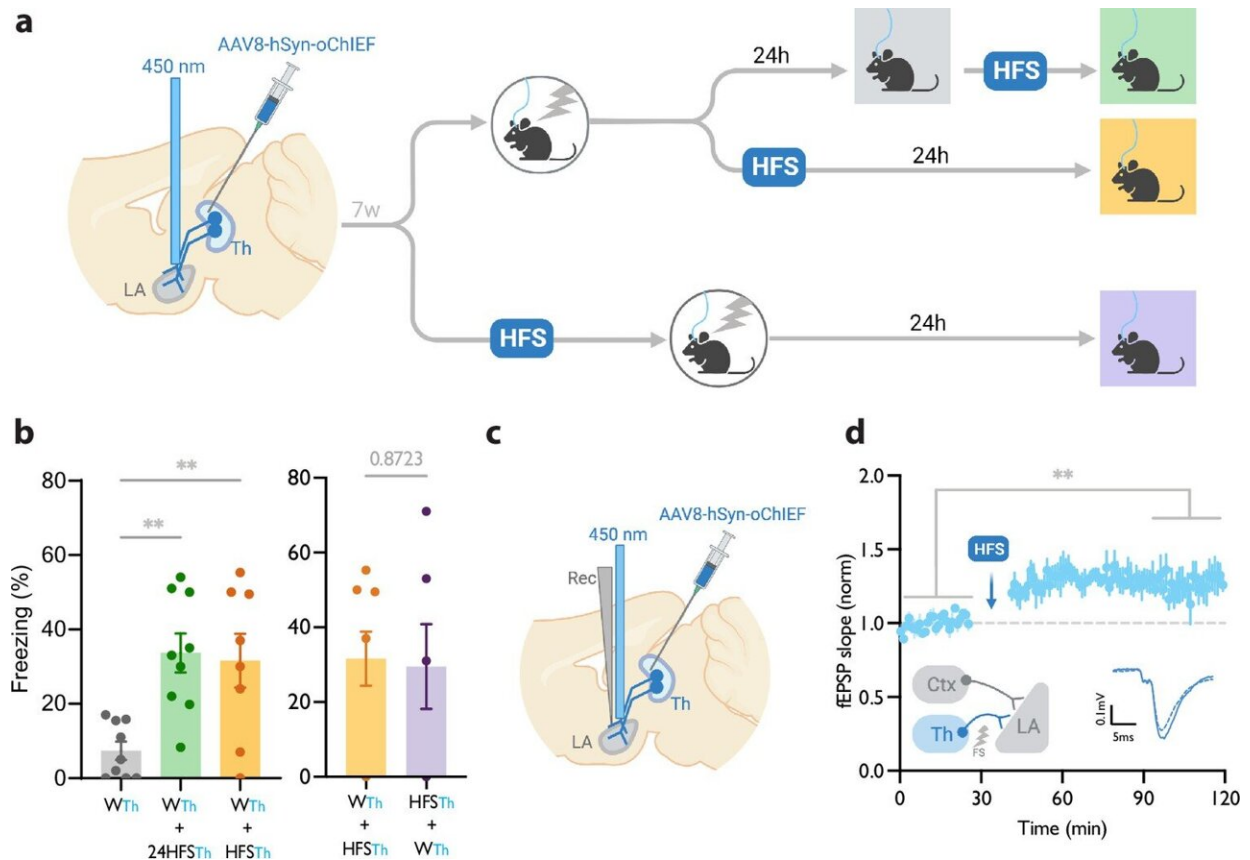 a
AAV8-hSyn-oChIEF
450 nm
Th
LA
7w
24h
HFS
HFS
24h
HFS
24h
b
Freezing (%)
80
60
40
20
0
**
**
WTh
WTh
+
24HFSTh
WTh
+
HFSTh
80
60
40
20
0
0.8723
WTh
+
HFSTh
HFSTh
+
WTh
c
AAV8-hSyn-oChIEF
450 nm
Rec
Th
LA
d
fEPSP slope (norm)
2.0
1.5
1.0
0.5
0.0
**
HFS
Ctx
Th
LA
FS
0.1mV
5ms
0
30
60
90
120
Time (min)